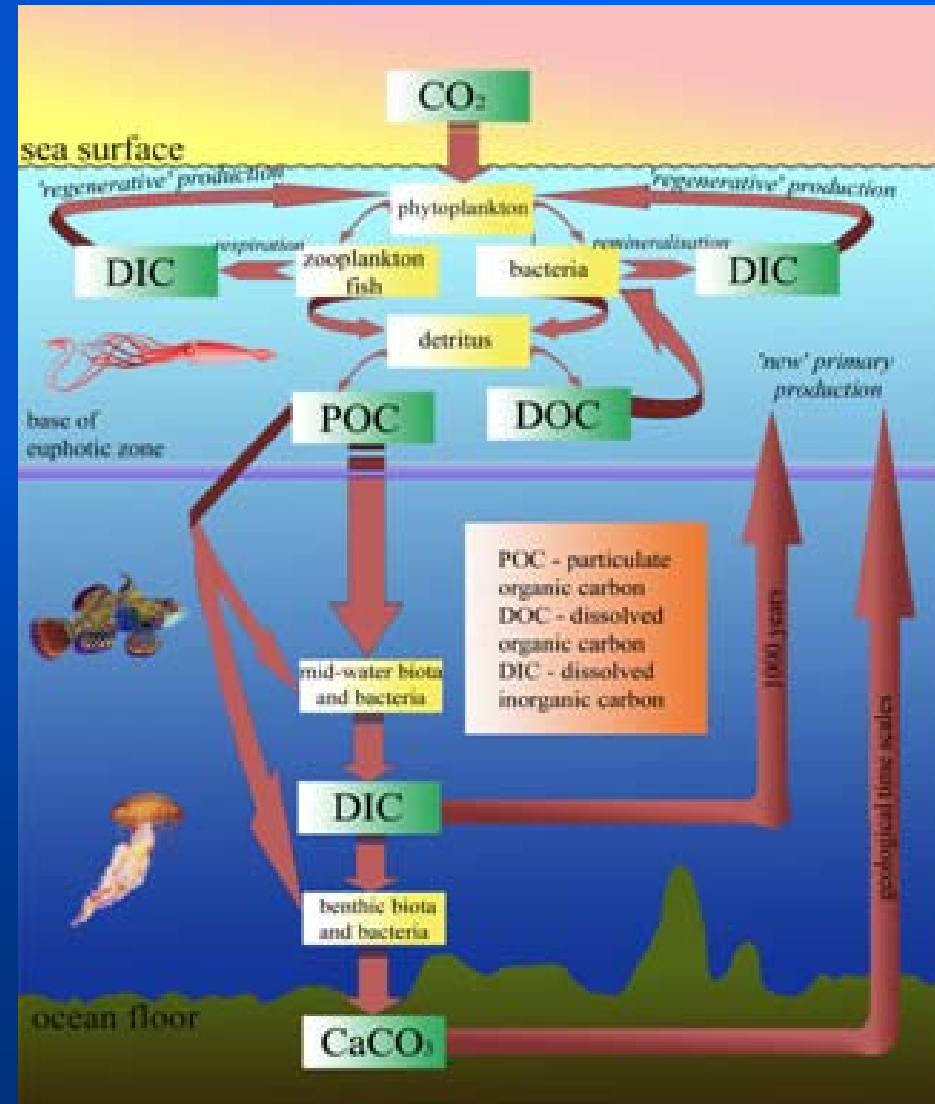 CO₂
sea surface
'regenerative' production
'regenerative' production
phytoplankton
respiration
remineralisation
DIC
zooplankton
fish
bacteria
DIC
detritus
'new' primary
production
POC
DOC
base of
euphotic zone
POC - particulate
organic carbon
DOC - dissolved
organic carbon
DIC - dissolved
inorganic carbon
1000 years
mid-water biota
and bacteria
geological time scales
DIC
benthic biota
and bacteria
ocean floor
CaCO₃